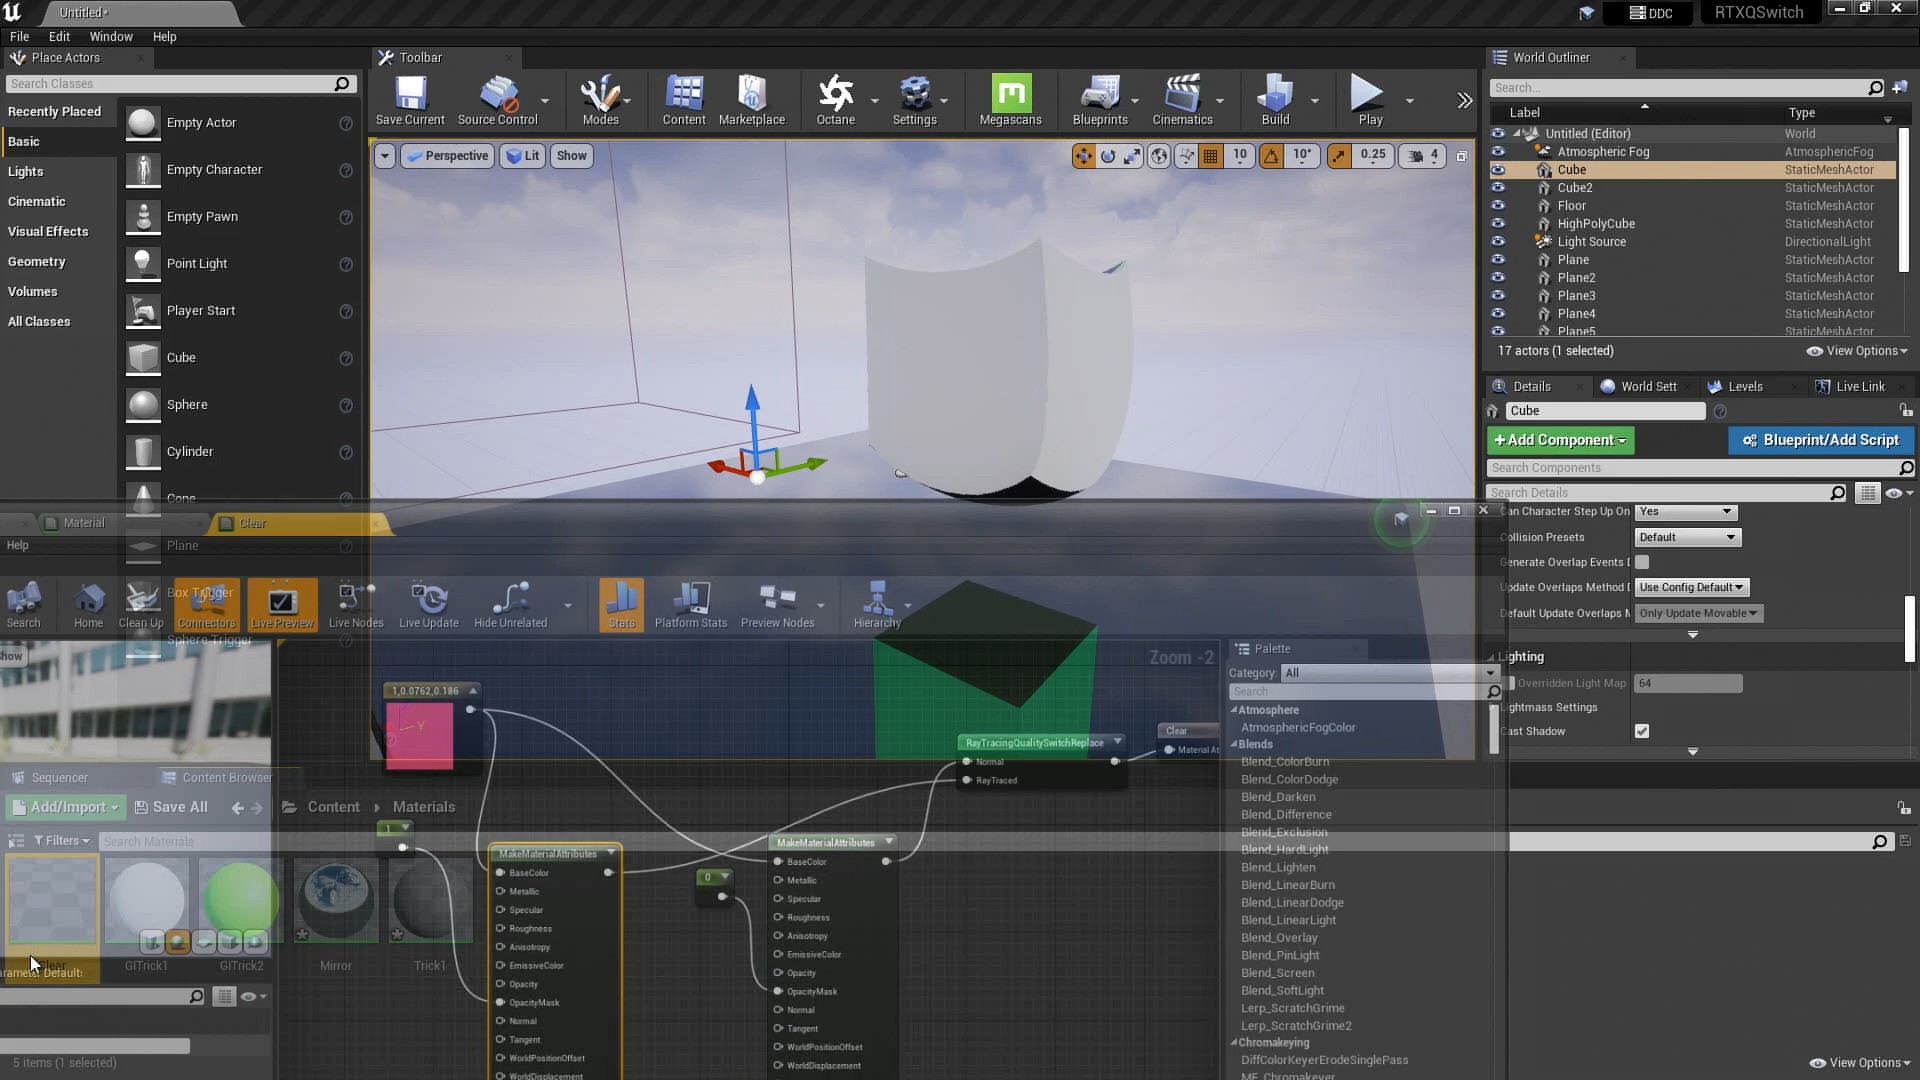 Untitled*
DDC
RTXQSwitch
File Edit Window Help
Place Actors
Search Classes
Recently Placed
Basic
Lights
Cinematic
Visual Effects
Geometry
Volumes
All Classes
Empty Actor
Empty Character
Empty Pawn
Point Light
Player Start
Cube
Sphere
Cylinder
Cone
Plane
Box Trigger
Sphere Trigger
Toolbar
Save Current
Source Control
Modes
Content
Marketplace
Octane
Settings
Megascans
Blueprints
Cinematics
Build
Play
Perspective
Lit
Show
10
10°
0.25
4
World Outliner
Search...
Label Type
Untitled (Editor) World
Atmospheric Fog AtmosphericFog
Cube StaticMeshActor
Cube2 StaticMeshActor
Floor StaticMeshActor
HighPolyCube StaticMeshActor
Light Source DirectionalLight
Plane StaticMeshActor
Plane2 StaticMeshActor
Plane3 StaticMeshActor
Plane4 StaticMeshActor
Plane5 StaticMeshActor
17 actors (1 selected)
View Options
Details
World Sett
Levels
Live Link
Cube
+Add Component
Blueprint/Add Script
Search Components
Search Details
Can Character Step Up On Yes
Collision Presets Default
Generate Overlap Events D
Update Overlaps Method D Use Config Default
Default Update Overlaps M Only Update Movable
Lighting
Overridden Light Map 64
Lightmass Settings
Cast Shadow
Material
Clear
Help
Search
Home
Clean Up
Connectors
Live Preview
Live Nodes
Live Update
Hide Unrelated
Stats
Platform Stats
Preview Nodes
Hierarchy
Show
Zoom -2
1,0.0762,0.186
RayTracingQualitySwitchReplace
Normal
RayTraced
Clear
Material At
1
MakeMaterialAttributes
BaseColor
Metallic
Specular
Roughness
Anisotropy
EmissiveColor
Opacity
OpacityMask
Normal
Tangent
WorldPositionOffset
WorldDisplacement
0
MakeMaterialAttributes
BaseColor
Metallic
Specular
Roughness
Anisotropy
EmissiveColor
Opacity
OpacityMask
Normal
Tangent
WorldPositionOffset
WorldDisplacement
Palette
Category: All
Search
Atmosphere
AtmosphericFogColor
Blends
Blend_ColorBurn
Blend_ColorDodge
Blend_Darken
Blend_Difference
Blend_Exclusion
Blend_HardLight
Blend_Lighten
Blend_LinearBurn
Blend_LinearDodge
Blend_LinearLight
Blend_Overlay
Blend_PinLight
Blend_Screen
Blend_SoftLight
Lerp_ScratchGrime
Lerp_ScratchGrime2
Chromakeying
DiffColorKeyerErodeSinglePass
MF_Chromakeyer
Sequencer
Content Browser
Add/Import
Save All
Content
Materials
Filters
Search Materials
Clear
GITrick1
GITrick2
Mirror
Trick1
arameter Defaults
5 items (1 selected)
View Options